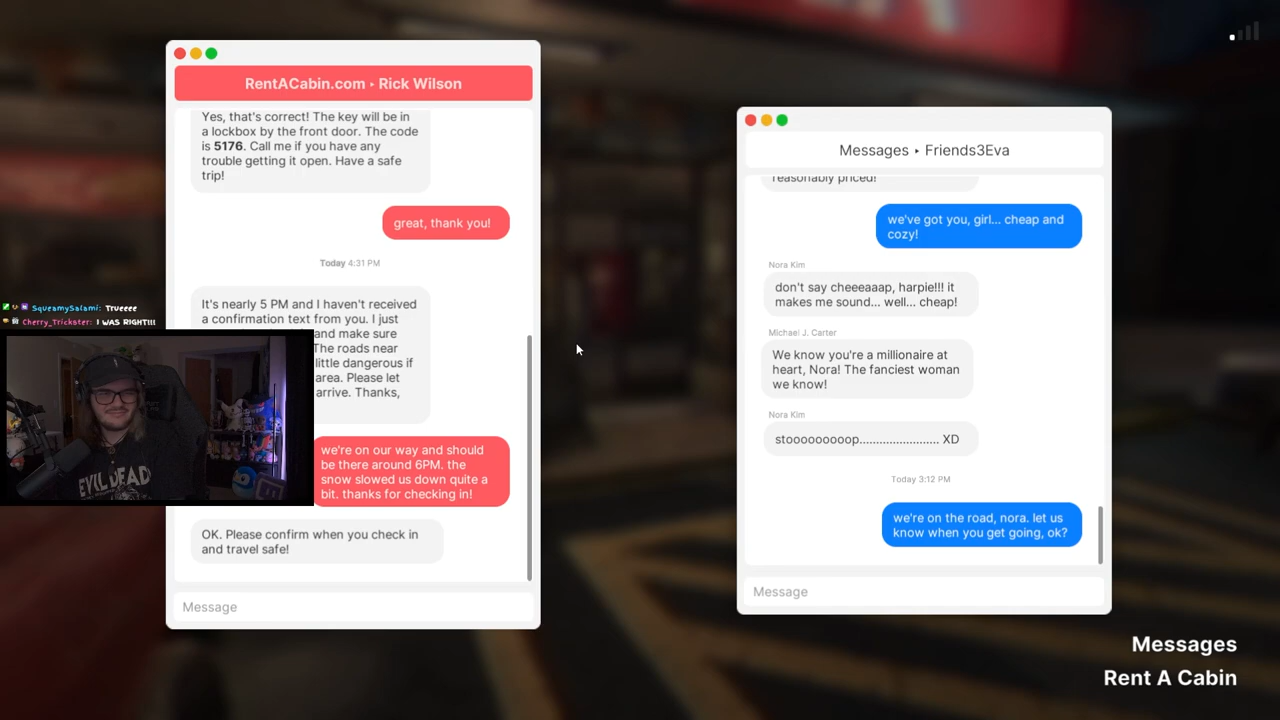 RentACabin.com ‣ Rick Wilson
Yes, that's correct! The key will be in
a lockbox by the front door. The code
is 5176. Call me if you have any
trouble getting it open. Have a safe
trip!
great, thank you!
Today 4:31 PM
It's nearly 5 PM and I haven't received
a confirmation text from you. I just
and make sure
The roads near
little dangerous if
area. Please let
arrive. Thanks,
we're on our way and should
be there around 6PM. the
snow slowed us down quite a
bit. thanks for checking in!
OK. Please confirm when you check in
and travel safe!
Message
SqueamySalami: Trueeee
Cherry_Trickster: I WAS RIGHT!!!
EVIL DEAD
Messages ‣ Friends3Eva
reasonably priced!
we've got you, girl... cheap and
cozy!
Nora Kim
don't say cheeeaaap, harpie!!! it
makes me sound... well... cheap!
Michael J. Carter
We know you're a millionaire at
heart, Nora! The fanciest woman
we know!
Nora Kim
stooooooooop....................... XD
Today 3:12 PM
we're on the road, nora. let us
know when you get going, ok?
Message
Messages
Rent A Cabin